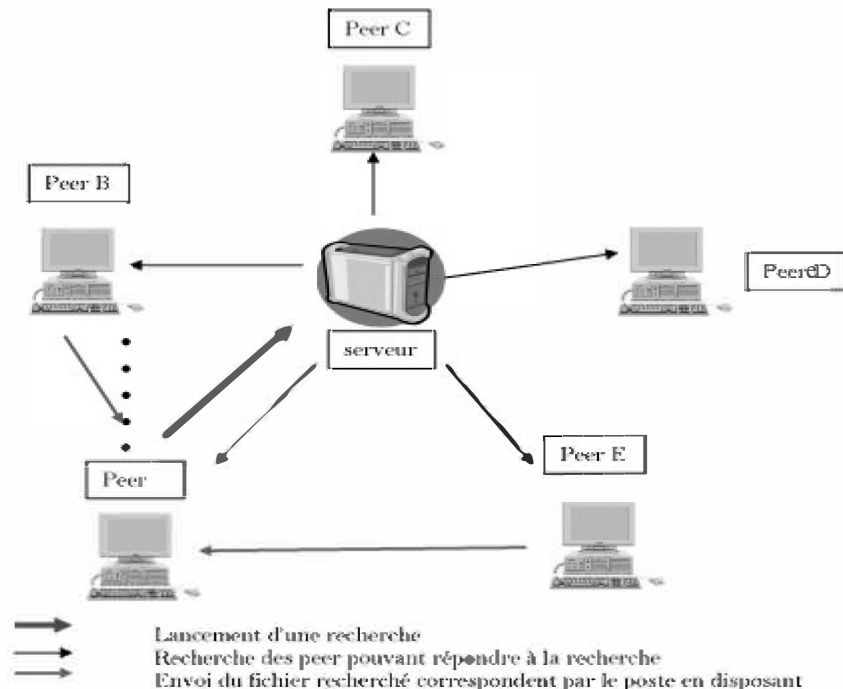 Peer C
Peer B
Peer D
serveur
Peer E
Peer
Lancement d'une recherche
Recherche des peer pouvant répondre à la recherche
Envoi du fichier recherché correspondent par le poste en disposant